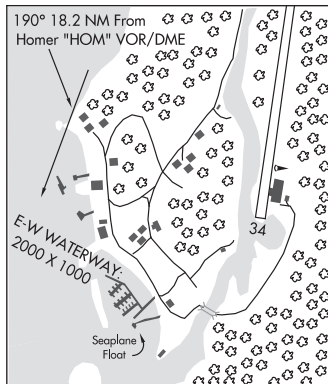 190° 18.2 NM From
Homer "HOM" VOR/DME
34
E-W WATERWAY:
2000 X 1000
Seaplane
Float